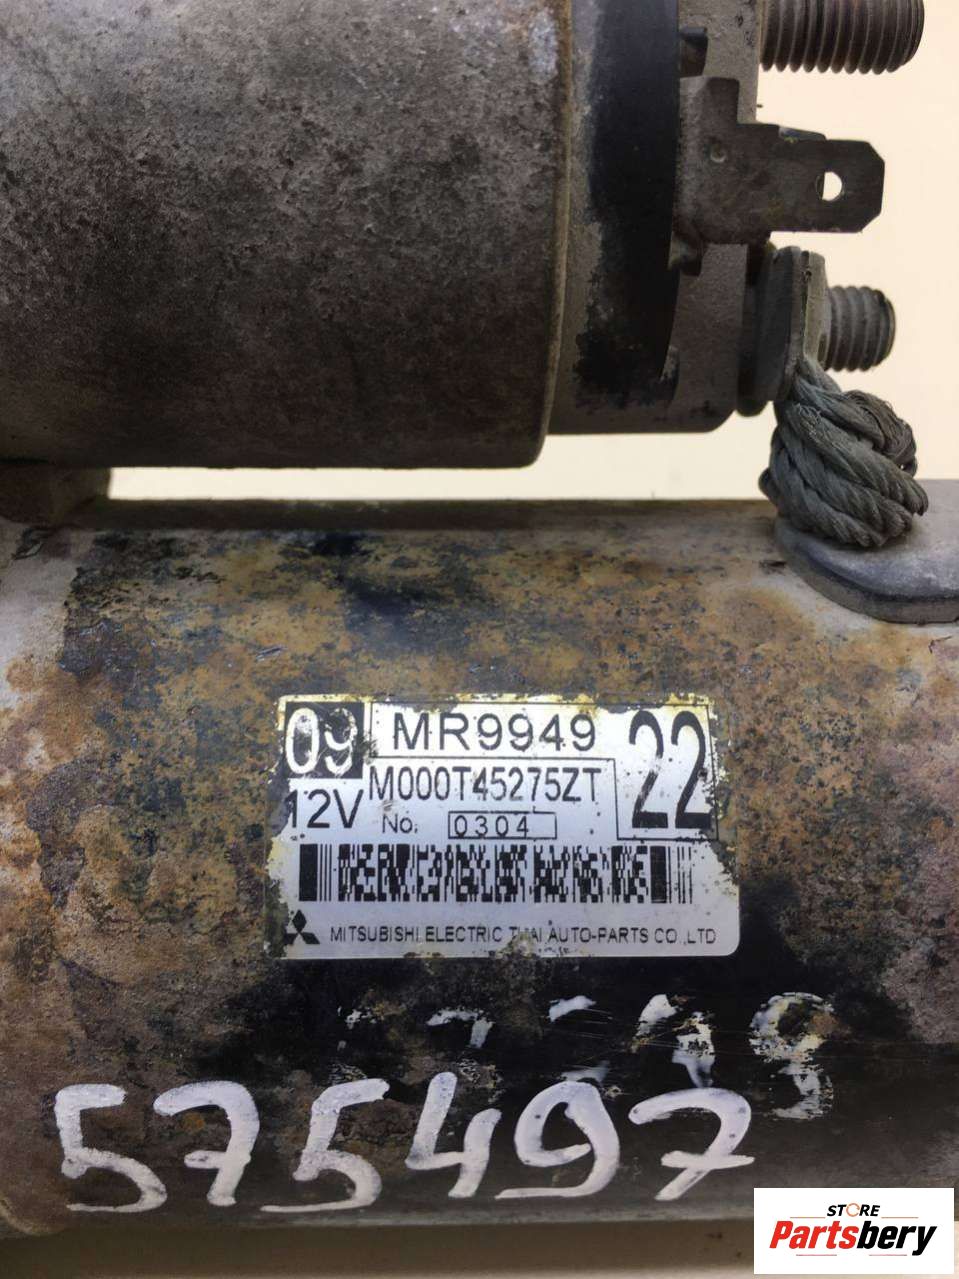 09 MR9949 22
M000T45275ZT
12V No. 0304
MITSUBISHI ELECTRIC THAI AUTO-PARTS CO.,LTD
575497
STORE
Partsbery